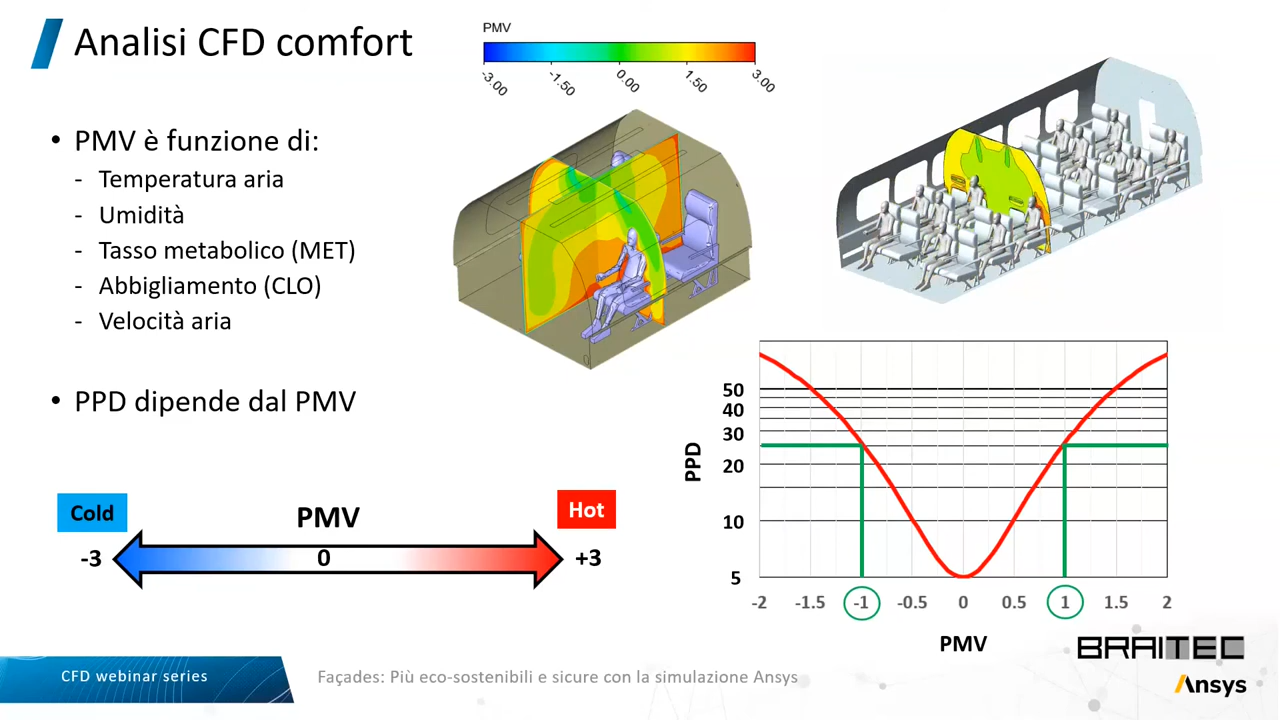 Analisi CFD comfort
PMV
-3.00 -1.50 0.00 1.50 3.00
• PMV è funzione di:
- Temperatura aria
- Umidità
- Tasso metabolico (MET)
- Abbigliamento (CLO)
- Velocità aria
• PPD dipende dal PMV
Cold
PMV
Hot
-3
0
+3
PPD
50
40
30
20
10
5
-2 -1.5 -1 -0.5 0 0.5 1 1.5 2
PMV
BRAITEC
Ansys
CFD webinar series
Façades: Più eco-sostenibili e sicure con la simulazione Ansys